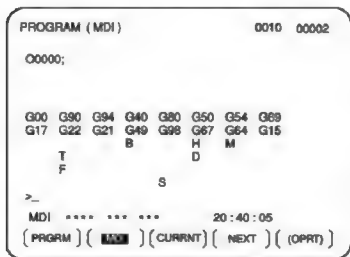 PROGRAM (MDI) 0010 00002
O0000;
G00 G90 G94 G40 G80 G50 G54 G69
G17 G22 G21 G49 G98 G67 G64 G15
B H M
T D
F
S
>_
MDI **** *** *** 20:40:05
(PRGRM) (MDI) (CURRNT) (NEXT) (OPRT)